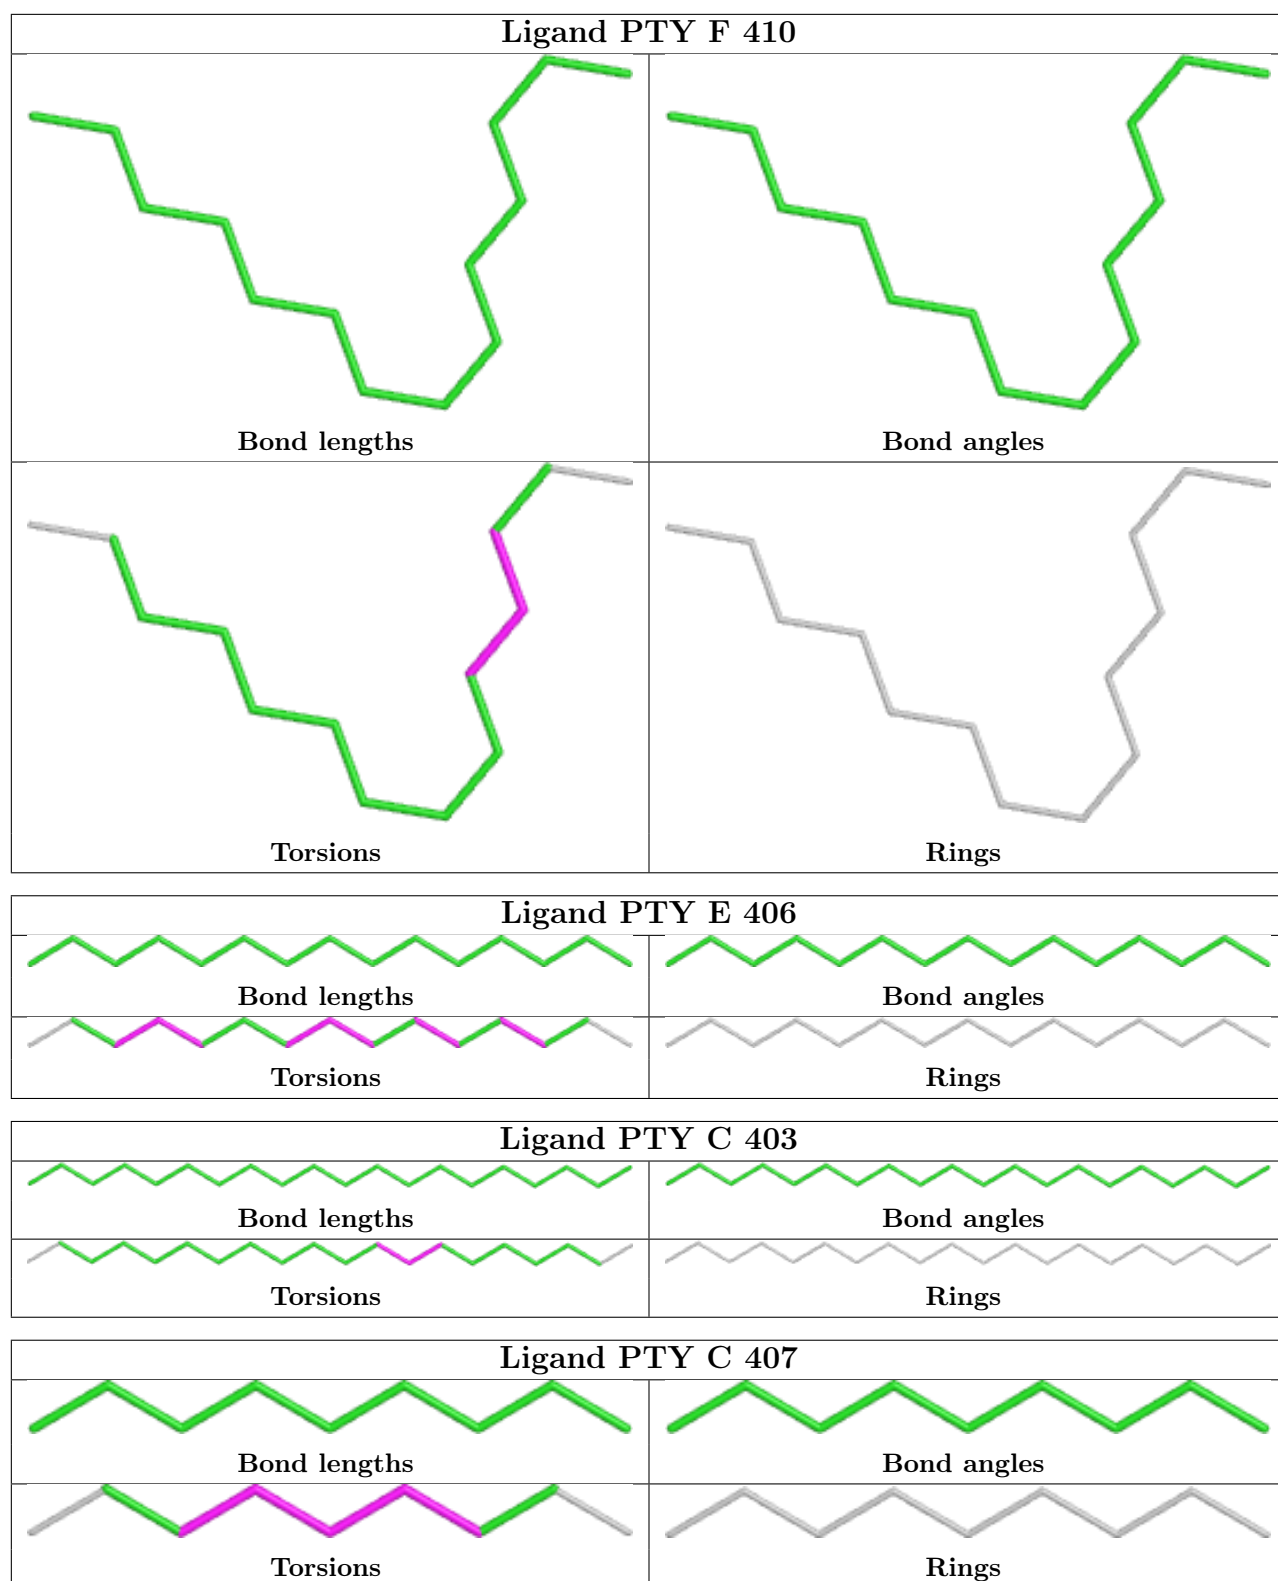 Ligand PTY F 410
Bond lengths
Bond angles
Torsions
Rings
Ligand PTY E 406
Bond lengths
Bond angles
Torsions
Rings
Ligand PTY C 403
Bond lengths
Bond angles
Torsions
Rings
Ligand PTY C 407
Bond lengths
Bond angles
Torsions
Rings